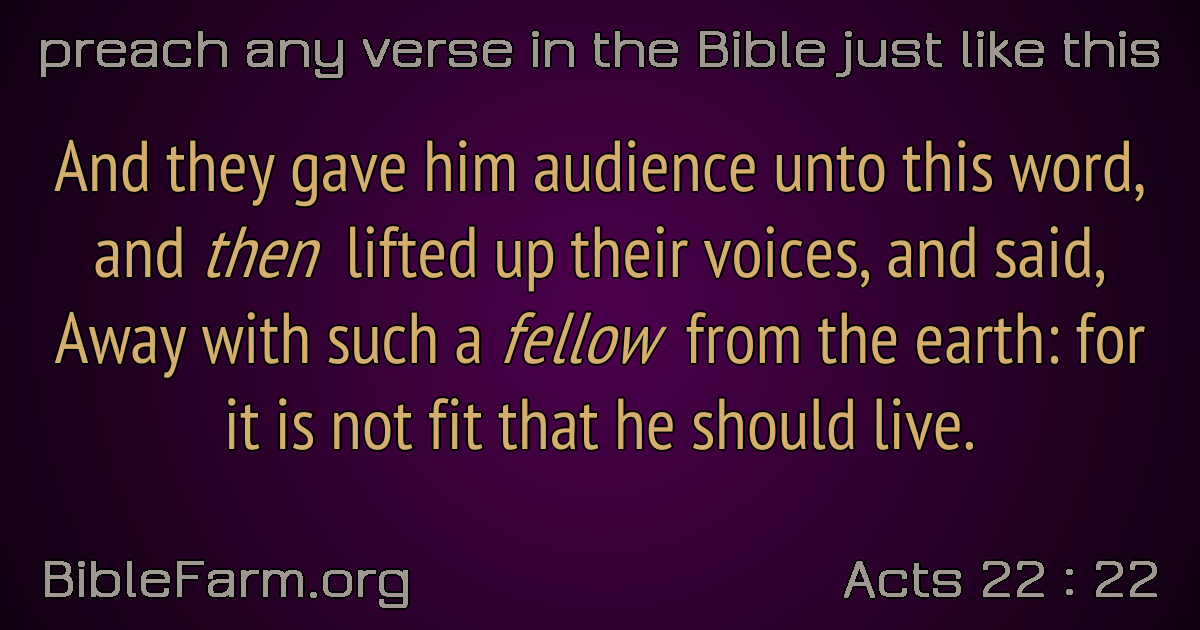 preach any verse in the Bible just like this
And they gave him audience unto this word,
and then lifted up their voices, and said,
Away with such a fellow from the earth: for
it is not fit that he should live.
BibleFarm.org
Acts 22 : 22